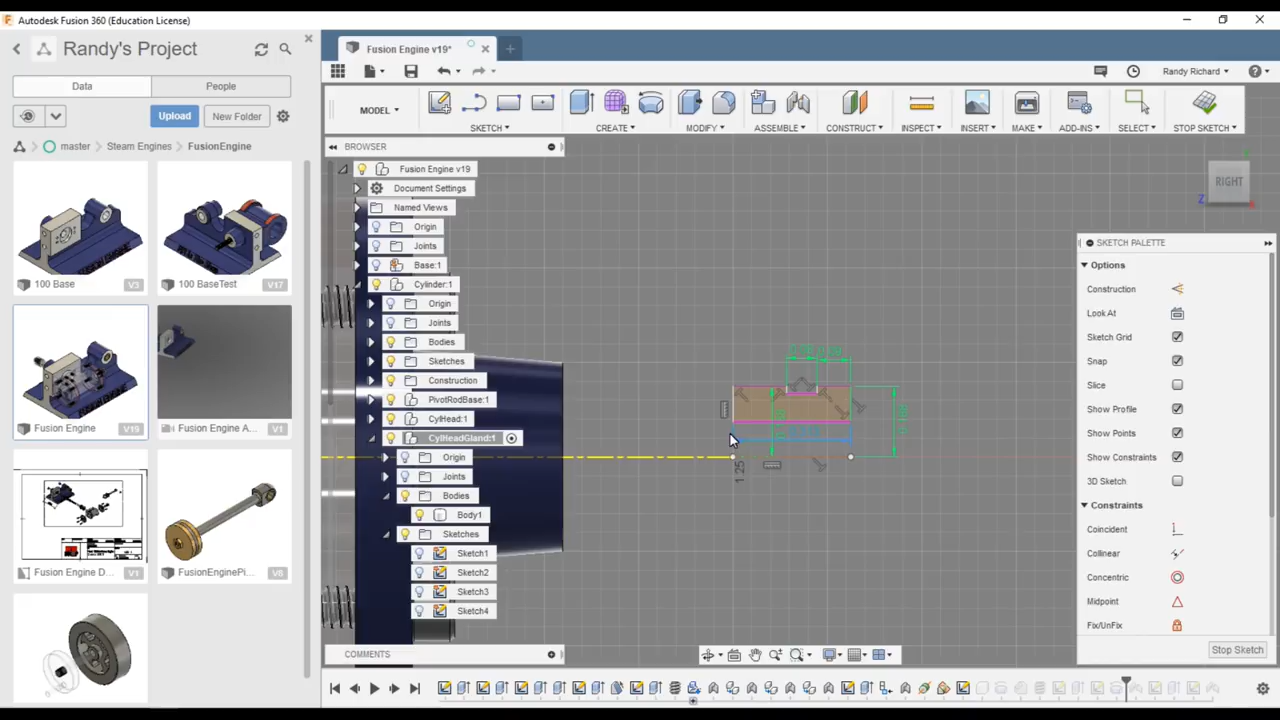 Autodesk Fusion 360 (Education License)
Randy's Project
Data
People
Upload
New Folder
master
Steam Engines
FusionEngine
100 Base
V3
100 BaseTest
V17
Fusion Engine
V19
Fusion Engine A...
V1
Fusion Engine D...
V1
FusionEnginePi...
V8
Fusion Engine v19*
Randy Richard
MODEL
SKETCH
CREATE
MODIFY
ASSEMBLE
CONSTRUCT
INSPECT
INSERT
MAKE
ADD-INS
SELECT
STOP SKETCH
BROWSER
Fusion Engine v19
Document Settings
Named Views
Origin
Joints
Base:1
Cylinder:1
Origin
Joints
Bodies
Sketches
Construction
PivotRodBase:1
CylHead:1
CylHeadGland:1
Origin
Joints
Bodies
Body1
Sketches
Sketch1
Sketch2
Sketch3
Sketch4
COMMENTS
RIGHT
Z
SKETCH PALETTE
Options
Construction
Look At
Sketch Grid
Snap
Slice
Show Profile
Show Points
Show Constraints
3D Sketch
Constraints
Coincident
Collinear
Concentric
Midpoint
Fix/UnFix
Stop Sketch
125